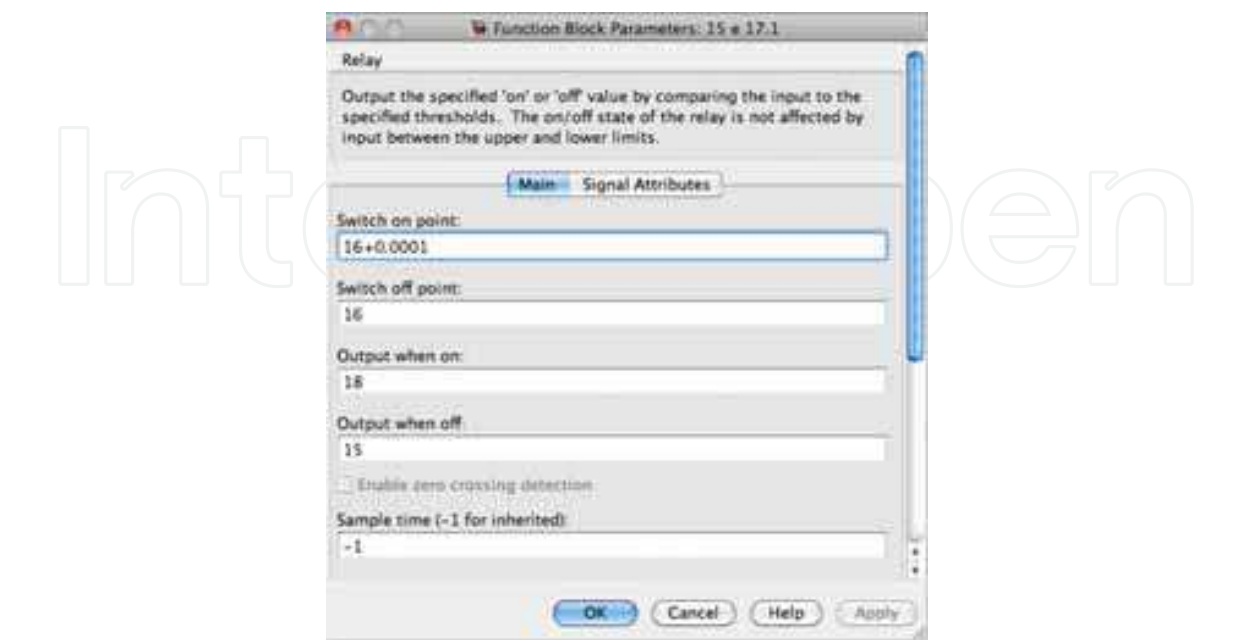 Function Block Parameters: 15 e 17.1
Relay
Output the specified 'on' or 'off' value by comparing the input to the
specified thresholds. The on/off state of the relay is not affected by
input between the upper and lower limits.
Main Signal Attributes
Switch on point:
16+0.0001
Switch off point:
16
Output when on:
18
Output when off:
15
Enable zero crossing detection
Sample time (-1 for inherited):
-1
OK Cancel Help Apply